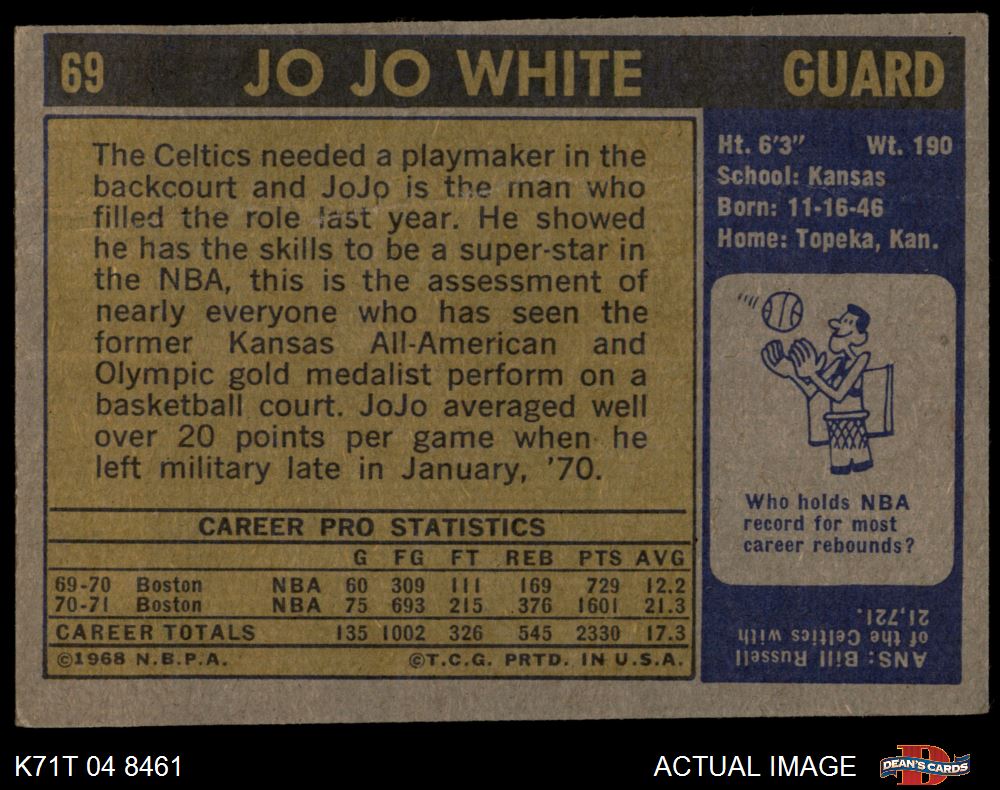 69 JO JO WHITE GUARD
The Celtics needed a playmaker in the
backcourt and JoJo is the man who
filled the role last year. He showed
he has the skills to be a super-star in
the NBA, this is the assessment of
nearly everyone who has seen the
former Kansas All-American and
Olympic gold medalist perform on a
basketball court. JoJo averaged well
over 20 points per game when he
left military late in January, '70.
CAREER PRO STATISTICS
G FG FT REB PTS AVG
69-70 Boston NBA 60 309 111 169 729 12.2
70-71 Boston NBA 75 693 215 376 1601 21.3
CAREER TOTALS 135 1002 326 545 2330 17.3
©1968 N.B.P.A. ©T.C.G. PRTD. IN U.S.A.
Ht. 6'3" Wt. 190
School: Kansas
Born: 11-16-46
Home: Topeka, Kan.
Who holds NBA
record for most
career rebounds?
ANS: Bill Russell
of the Celtics with
21,721.
K71T 04 8461 ACTUAL IMAGE
D
DEAN'S CARDS